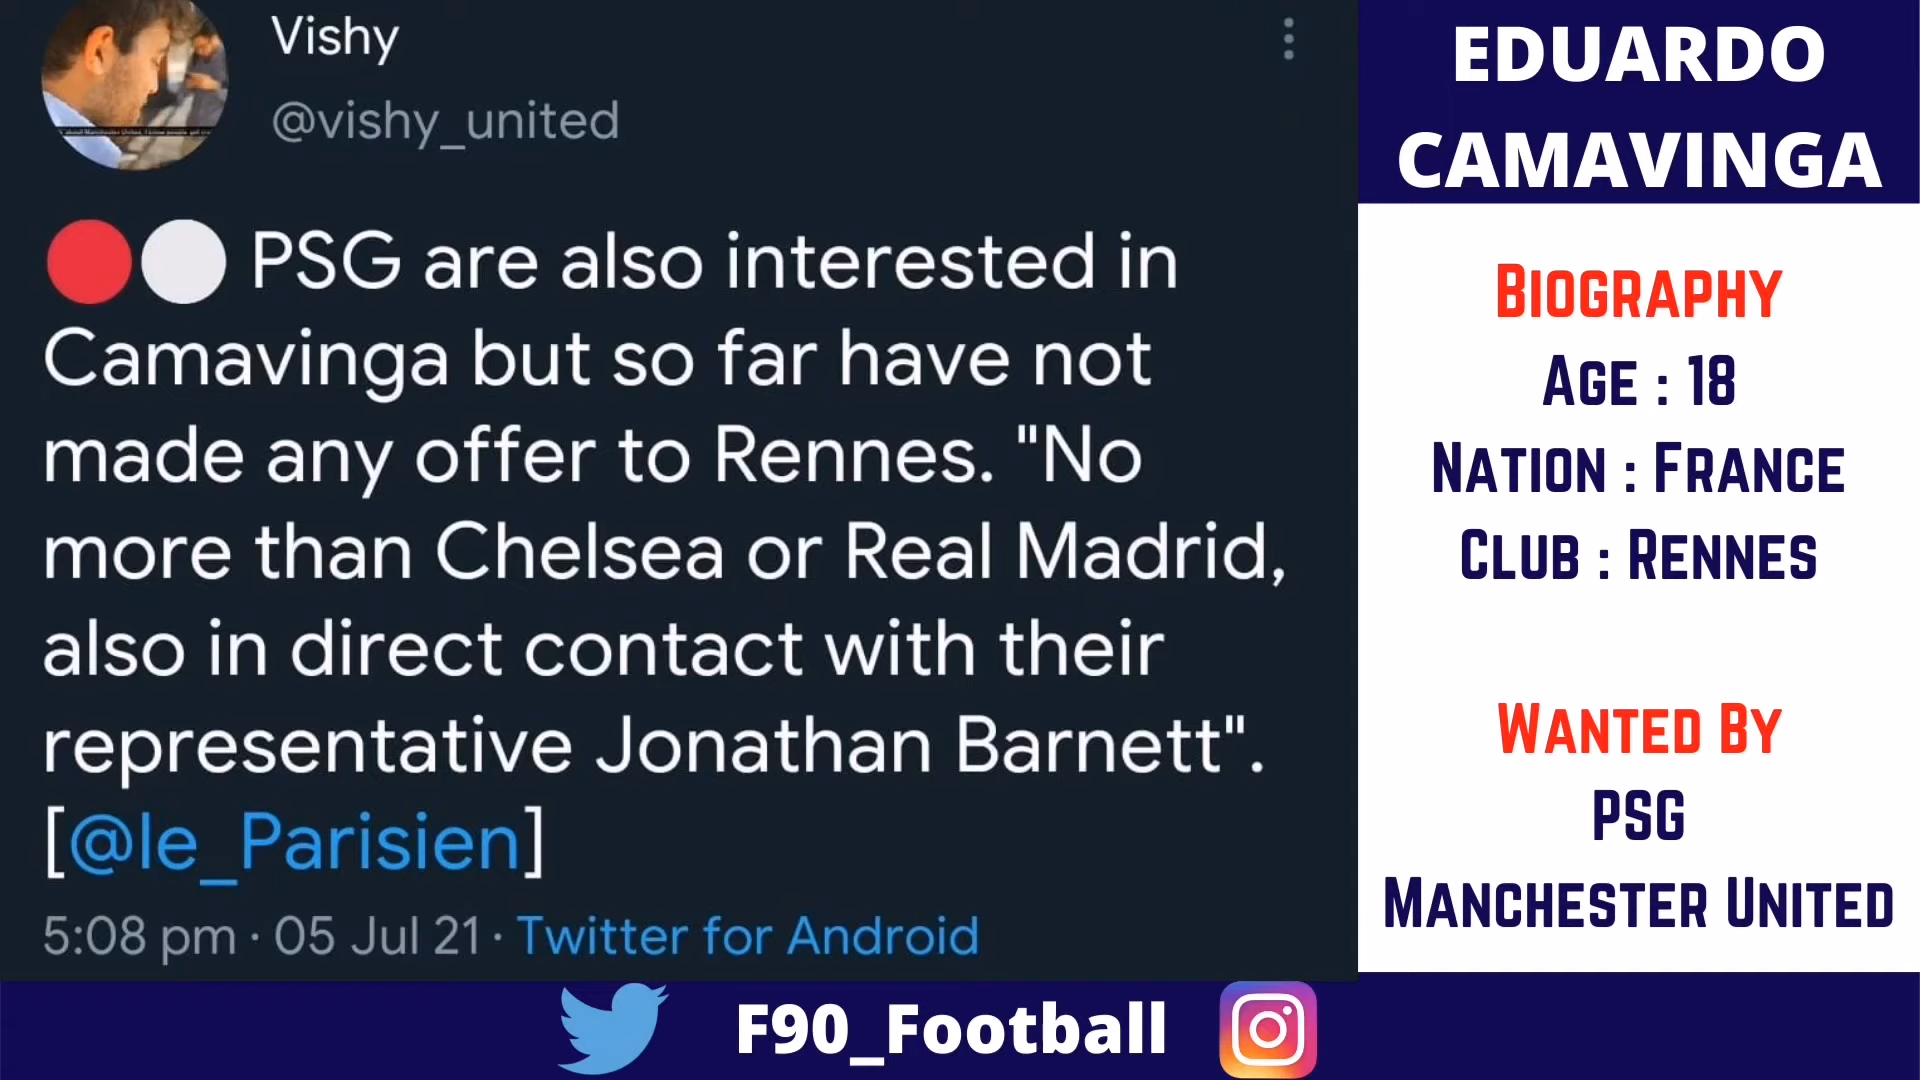 Vishy
@vishy_united
PSG are also interested in
Camavinga but so far have not
made any offer to Rennes. "No
more than Chelsea or Real Madrid,
also in direct contact with their
representative Jonathan Barnett".
[@le_Parisien]
5:08 pm · 05 Jul 21 · Twitter for Android
EDUARDO
CAMAVINGA
BIOGRAPHY
AGE : 18
NATION : FRANCE
CLUB : RENNES
WANTED BY
PSG
MANCHESTER UNITED
F90_Football